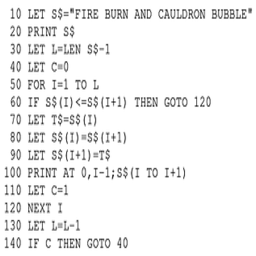 10 LET S$="FIRE BURN AND CAULDRON BUBBLE"
20 PRINT S$
30 LET L=LEN S$-1
40 LET C=0
50 FOR I=1 TO L
60 IF S$(I)<=S$(I+1) THEN GOTO 120
70 LET T$=S$(I)
80 LET S$(I)=S$(I+1)
90 LET S$(I+1)=T$
100 PRINT AT 0,I-1;S$(I TO I+1)
110 LET C=1
120 NEXT I
130 LET L=L-1
140 IF C THEN GOTO 40